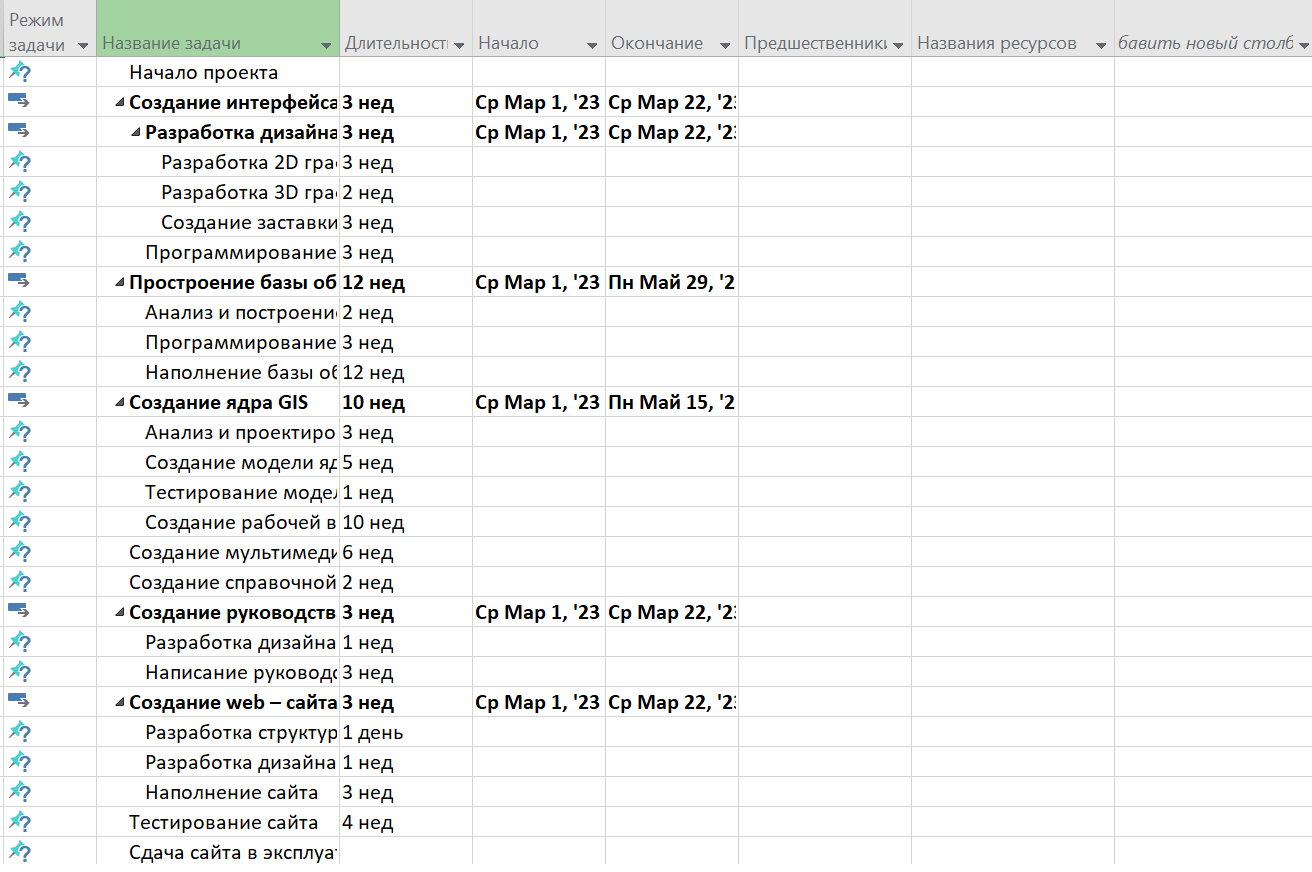 Режим задачи Название задачи Длительност Начало Окончание Предшественники Названия ресурсов бавить новый столб
Начало проекта
Создание интерфейса 3 нед Ср Мар 1, '23 Ср Мар 22, '23
Разработка дизайна 3 нед Ср Мар 1, '23 Ср Мар 22, '23
Разработка 2D гра 3 нед
Разработка 3D гра 2 нед
Создание заставки 3 нед
Программирование 3 нед
Простроение базы об 12 нед Ср Мар 1, '23 Пн Май 29, '2
Анализ и построени 2 нед
Программирование 3 нед
Наполнение базы об 12 нед
Создание ядра GIS 10 нед Ср Мар 1, '23 Пн Май 15, '2
Анализ и проектиро 3 нед
Создание модели яд 5 нед
Тестирование модел 1 нед
Создание рабочей в 10 нед
Создание мультимеди 6 нед
Создание справочной 2 нед
Создание руководств 3 нед Ср Мар 1, '23 Ср Мар 22, '23
Разработка дизайна 1 нед
Написание руководс 3 нед
Создание web – сайта 3 нед Ср Мар 1, '23 Ср Мар 22, '23
Разработка структур 1 день
Разработка дизайна 1 нед
Наполнение сайта 3 нед
Тестирование сайта 4 нед
Сдача сайта в эксплуат